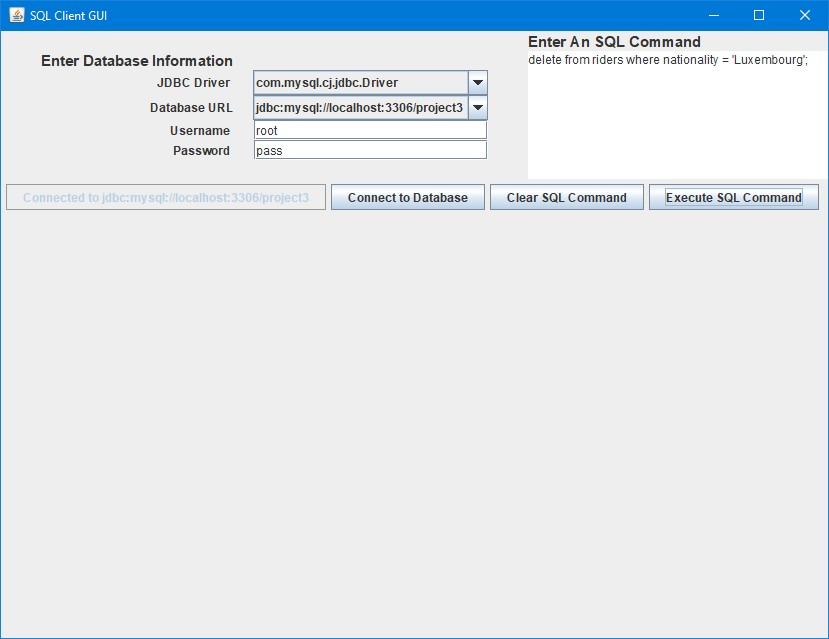 SQL Client GUI
Enter Database Information
JDBC Driver com.mysql.cj.jdbc.Driver
Database URL jdbc:mysql://localhost:3306/project3
Username root
Password pass
Enter An SQL Command
delete from riders where nationality = 'Luxembourg';
Connected to jdbc:mysql://localhost:3306/project3 Connect to Database Clear SQL Command Execute SQL Command